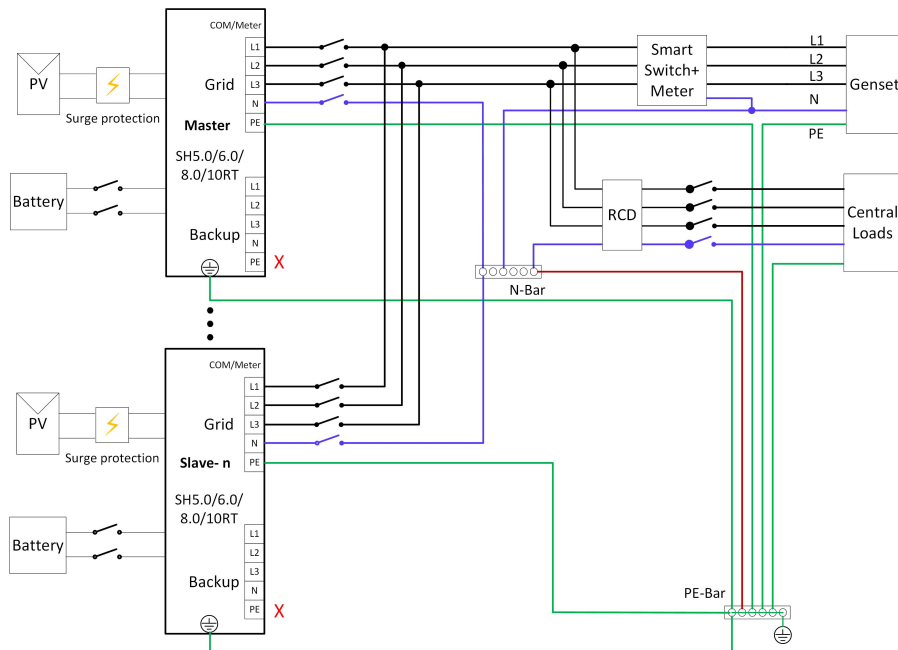 COM/Meter
L1
L2
L3
N
PE
Grid
Master
SH5.0/6.0/
8.0/10RT
L1
L2
L3
N
PE
Backup
X
PV
Surge protection
Battery
Smart
Switch+
Meter
L1
L2
L3
N
PE
Genset
RCD
Central
Loads
N-Bar
COM/Meter
L1
L2
L3
N
PE
Grid
Slave- n
SH5.0/6.0/
8.0/10RT
L1
L2
L3
N
PE
Backup
X
PV
Surge protection
Battery
PE-Bar